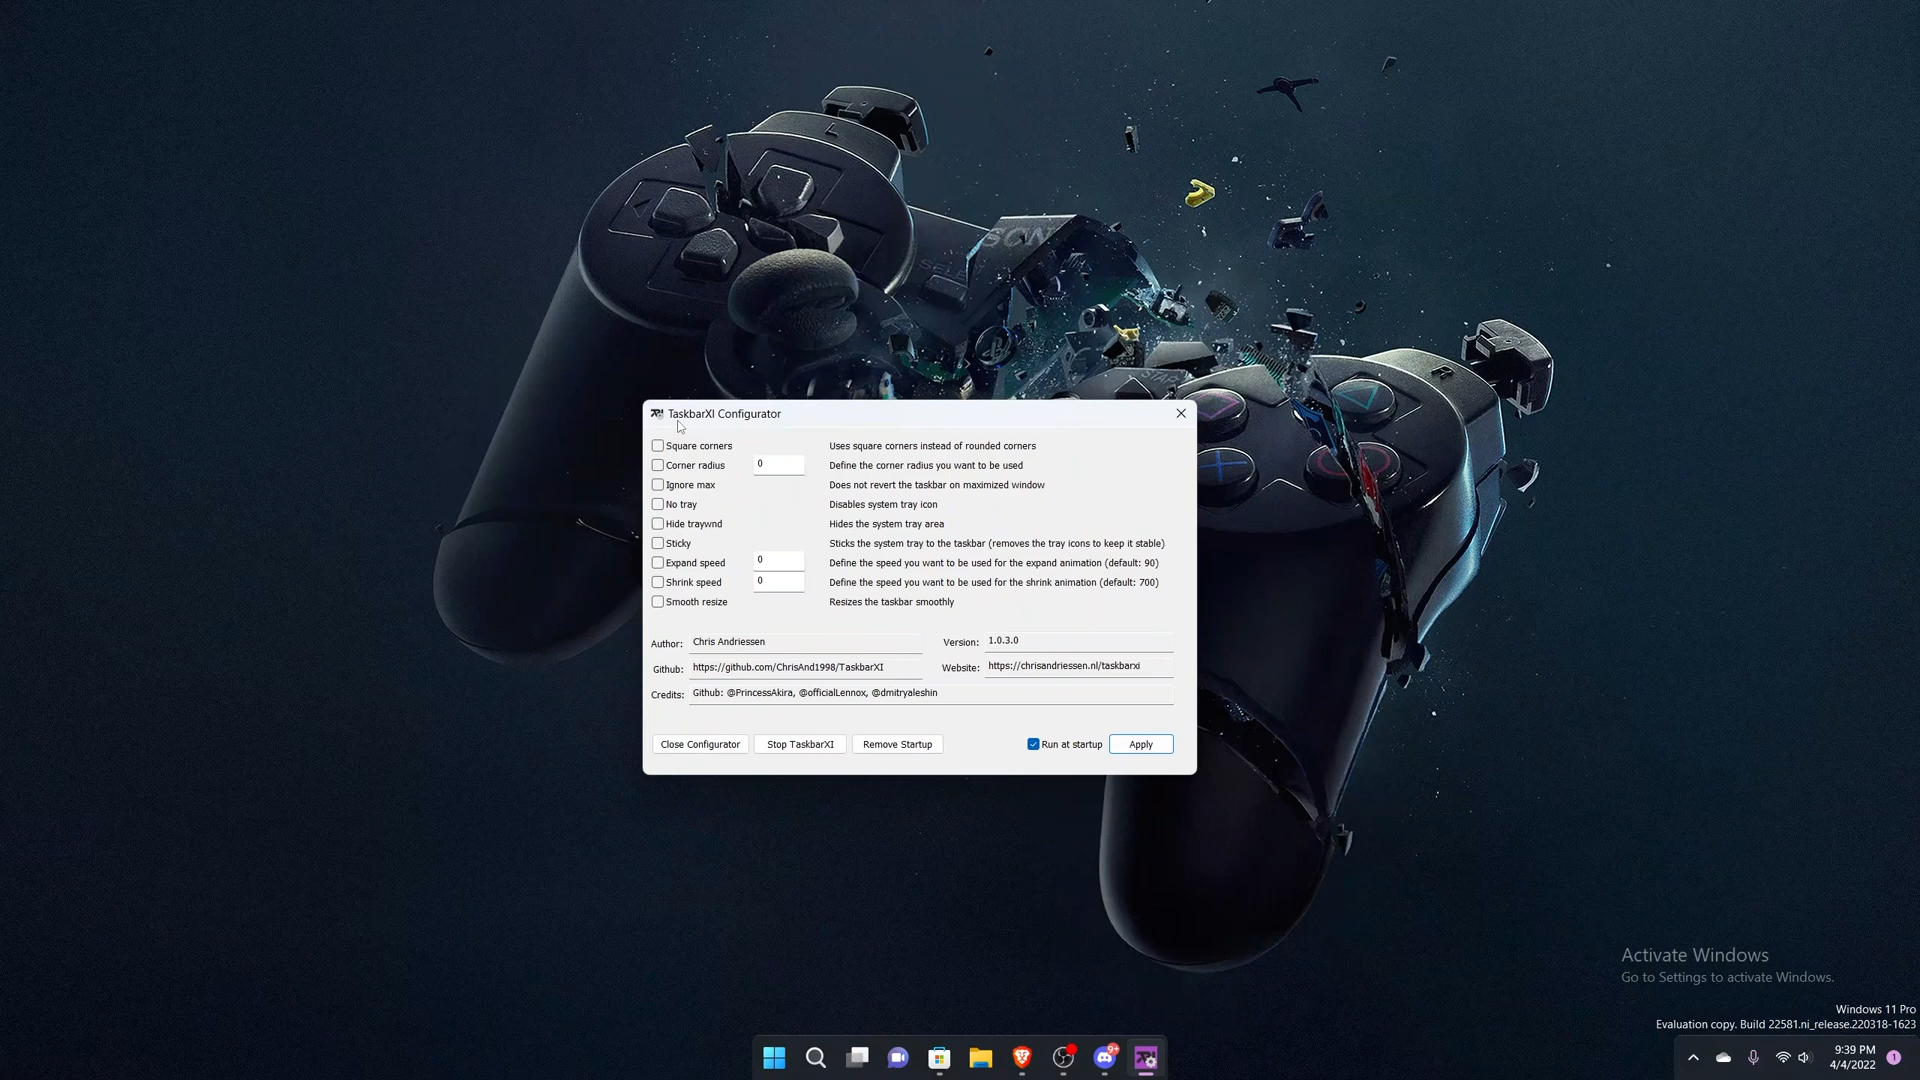 L
SONY
SELECT
R
TaskbarXI Configurator
Square corners Uses square corners instead of rounded corners
Corner radius 0 Define the corner radius you want to be used
Ignore max Does not revert the taskbar on maximized window
No tray Disables system tray icon
Hide traywnd Hides the system tray area
Sticky Sticks the system tray to the taskbar (removes the tray icons to keep it stable)
Expand speed 0 Define the speed you want to be used for the expand animation (default: 90)
Shrink speed 0 Define the speed you want to be used for the shrink animation (default: 700)
Smooth resize Resizes the taskbar smoothly
Author: Chris Andriessen Version: 1.0.3.0
Github: https://github.com/ChrisAnd1998/TaskbarXI Website: https://chrisandriessen.nl/taskbarxi
Credits: Github: @PrincessAkira, @officialLennox, @dmitryaleshin
Close Configurator Stop TaskbarXI Remove Startup Run at startup Apply
Activate Windows
Go to Settings to activate Windows.
Windows 11 Pro
Evaluation copy. Build 22581.ni_release.220318-1623
9+
9:39 PM
4/4/2022
1